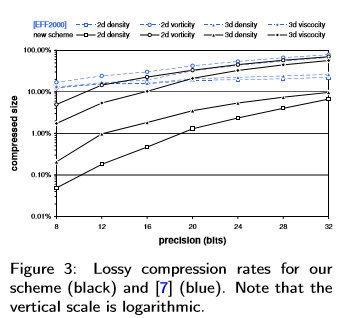 [EFF2000] 2d density 2d vorticity 3d density 3d viscocity
new scheme 2d density 2d vorticity 3d density 3d viscocity
100.00%
10.00%
1.00%
0.10%
0.01%
compressed size
8 12 16 20 24 28 32
precision (bits)
Figure 3: Lossy compression rates for our
scheme (black) and [7] (blue). Note that the
vertical scale is logarithmic.